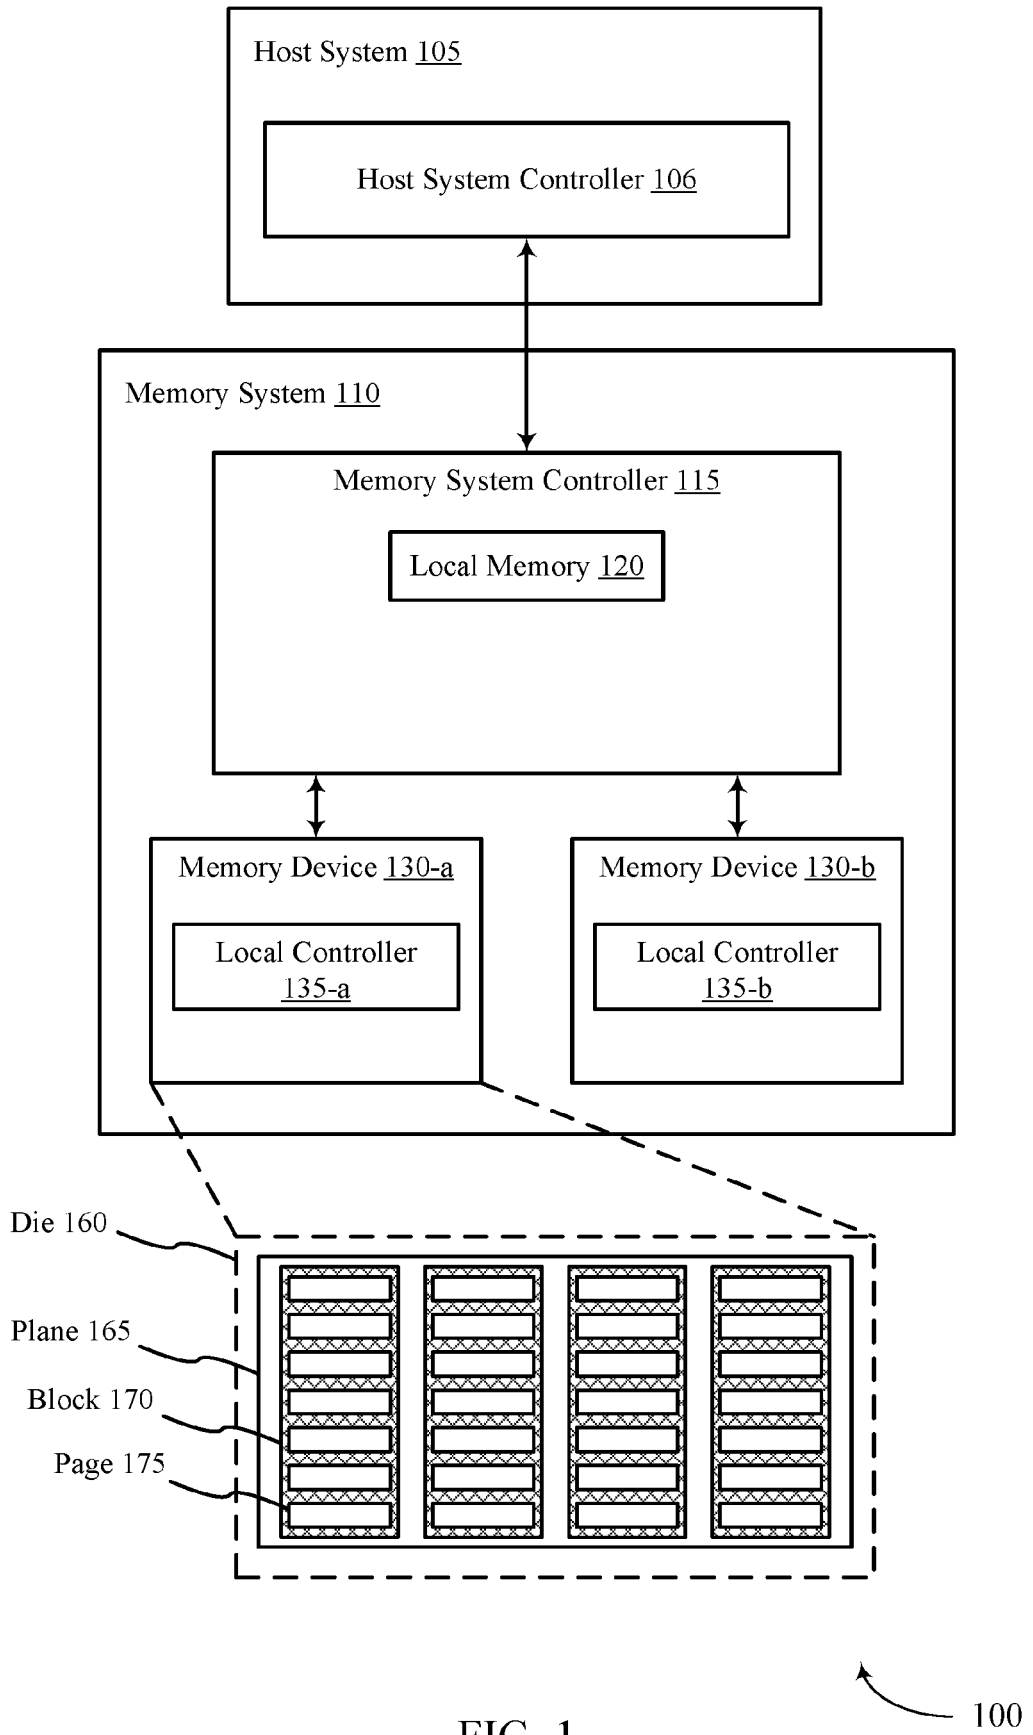 Host System 105
Host System Controller 106
Memory System 110
Memory System Controller 115
Local Memory 120
Memory Device 130-a
Local Controller
135-a
Memory Device 130-b
Local Controller
135-b
Die 160
Plane 165
Block 170
Page 175
100
FIG. 1